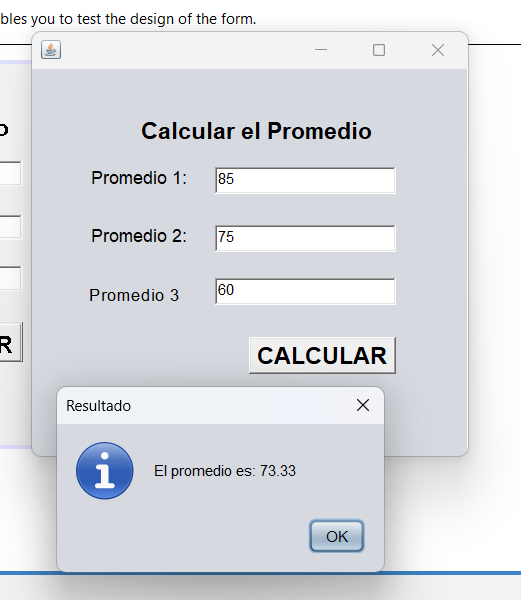 bles you to test the design of the form.
Calcular el Promedio
Promedio 1: 85
Promedio 2: 75
Promedio 3 60
R
CALCULAR
Resultado
El promedio es: 73.33
OK